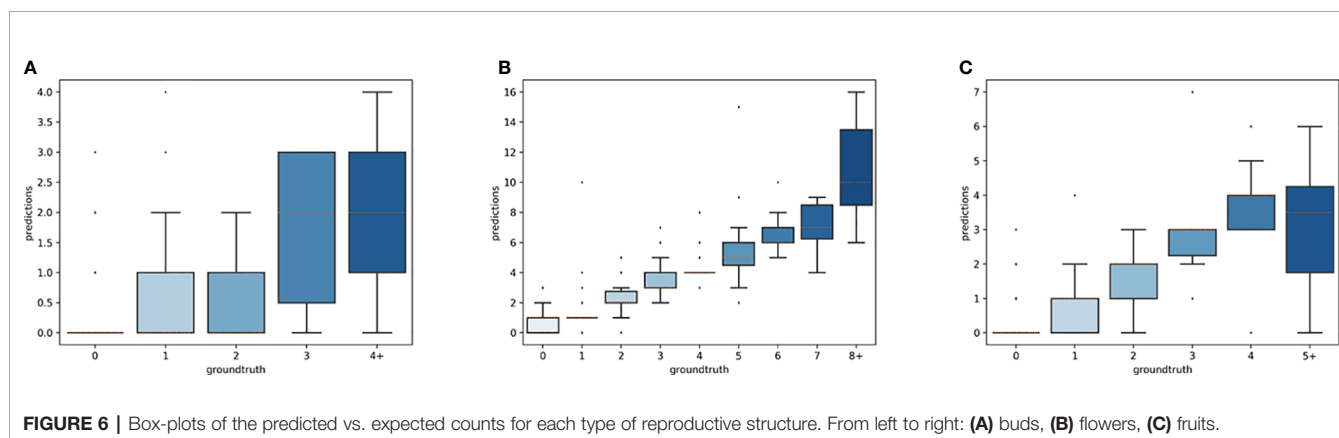 A
4.0
3.5
3.0
2.5
2.0
1.5
1.0
0.5
0.0
predictions
0 1 2 3 4+
groundtruth
B
16
14
12
10
8
6
4
2
0
predictions
0 1 2 3 4 5 6 7 8+
groundtruth
C
7
6
5
4
3
2
1
0
predictions
0 1 2 3 4 5+
groundtruth
FIGURE 6 | Box-plots of the predicted vs. expected counts for each type of reproductive structure. From left to right: (A) buds, (B) flowers, (C) fruits.